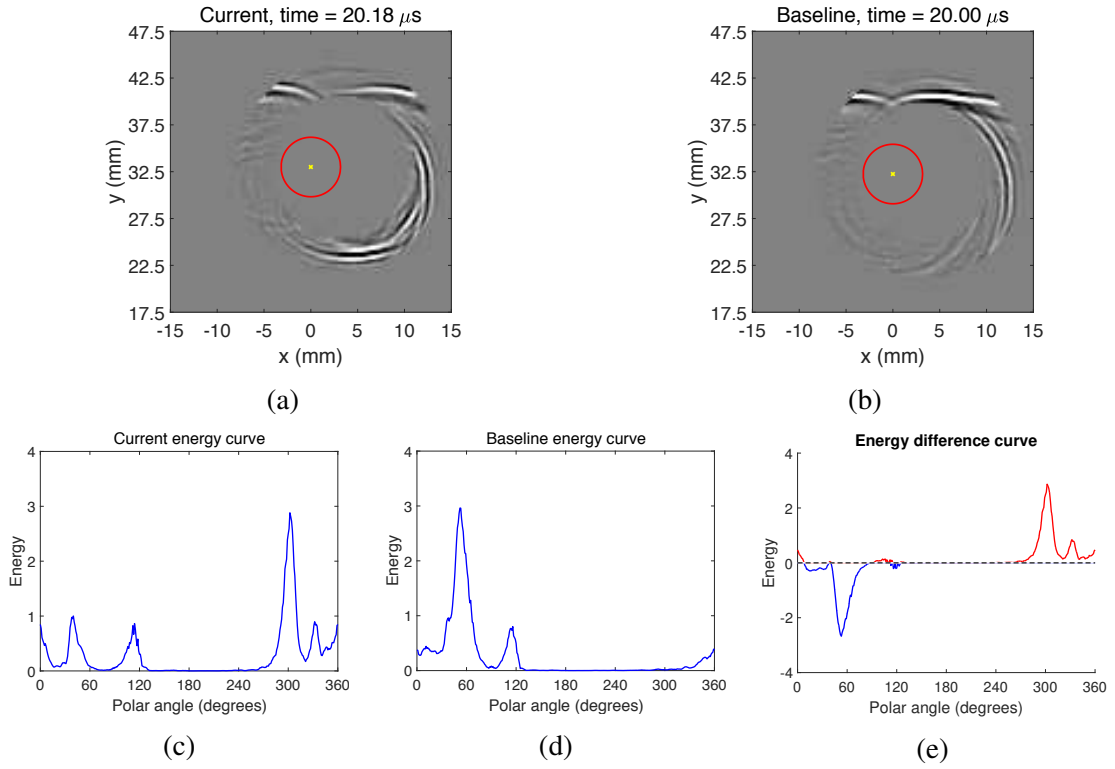 Current, time = 20.18 μs
47.5
42.5
37.5
32.5
27.5
22.5
17.5
y (mm)
-15 -10 -5 0 5 10 15
x (mm)
(a)
Baseline, time = 20.00 μs
47.5
42.5
37.5
32.5
27.5
22.5
17.5
y (mm)
-15 -10 -5 0 5 10 15
x (mm)
(b)
Current energy curve
4
3
2
1
0
Energy
0 60 120 180 240 300 360
Polar angle (degrees)
(c)
Baseline energy curve
4
3
2
1
0
Energy
0 60 120 180 240 300 360
Polar angle (degrees)
(d)
Energy difference curve
4
2
0
-2
-4
Energy
0 60 120 180 240 300 360
Polar angle (degrees)
(e)